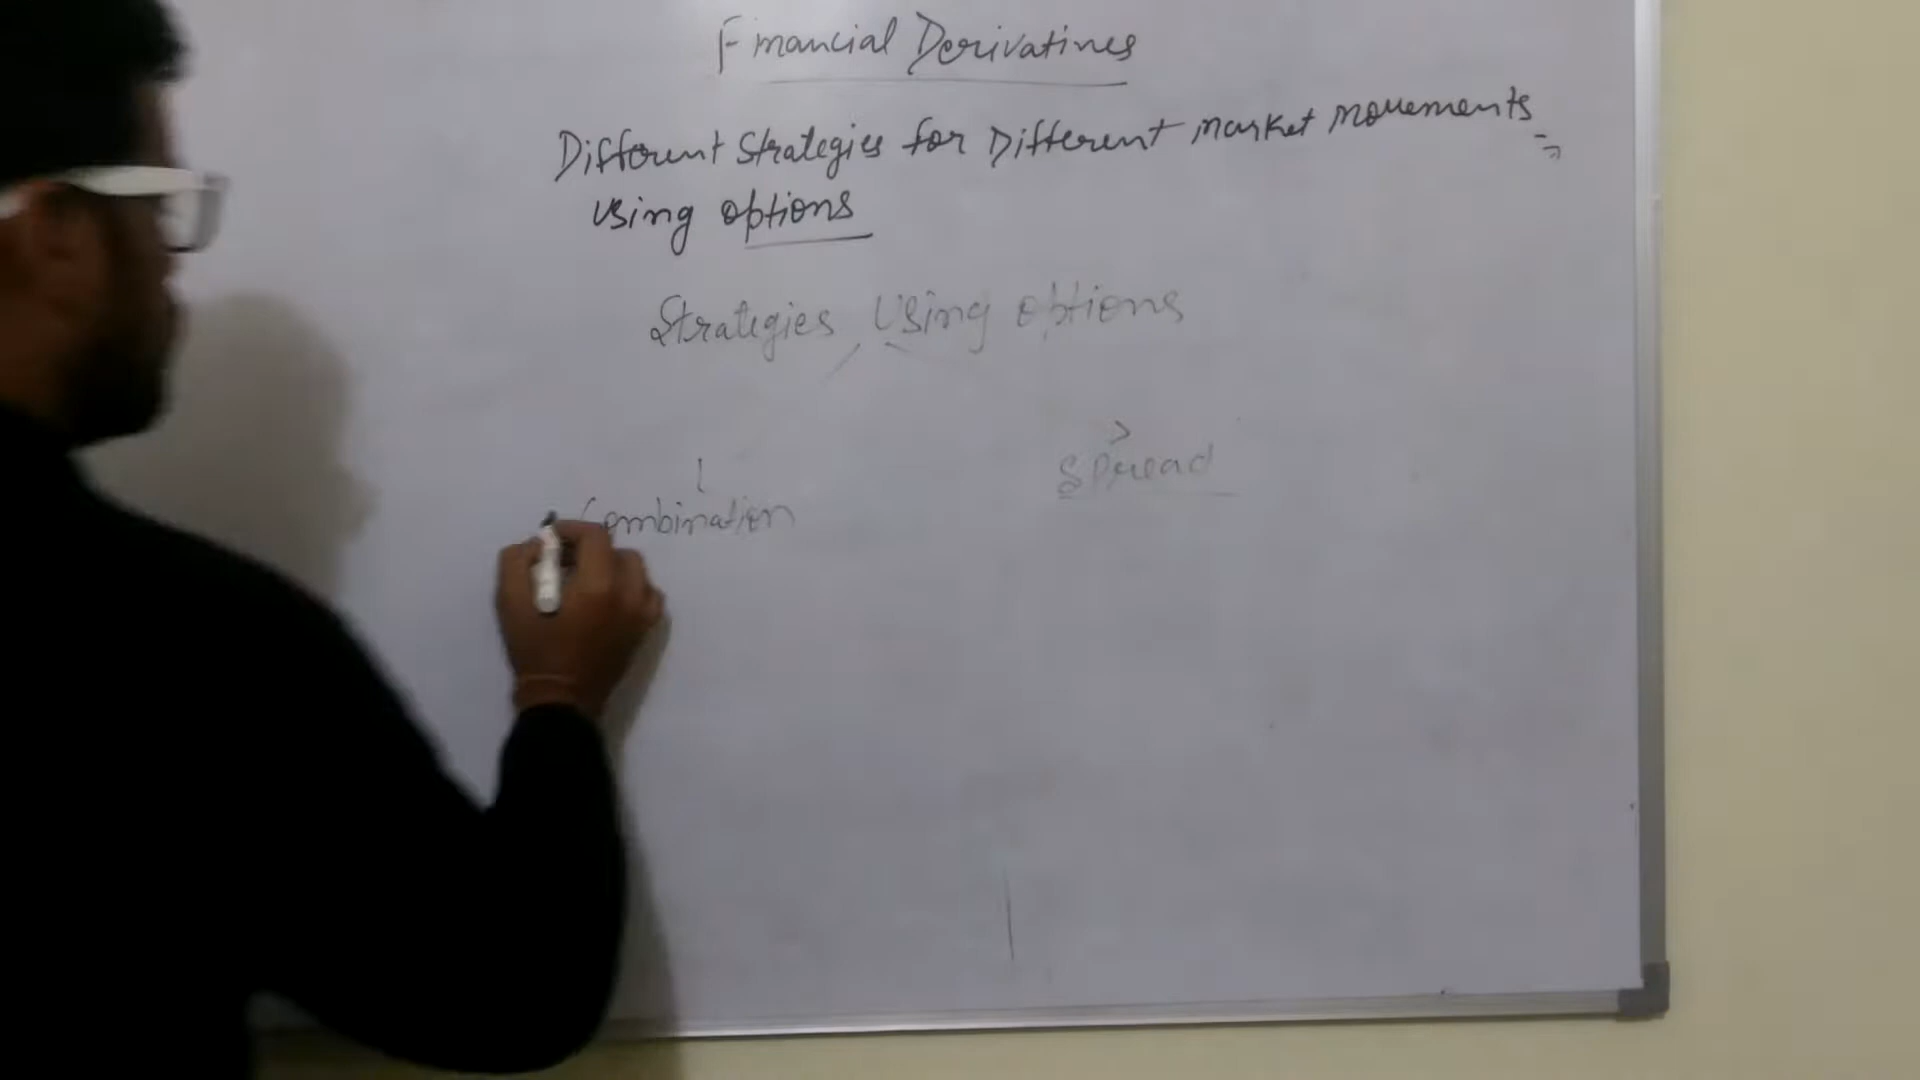 Financial Derivatives
Different Strategies for Different market movements
using options
Strategies Using options
Spread
Combination